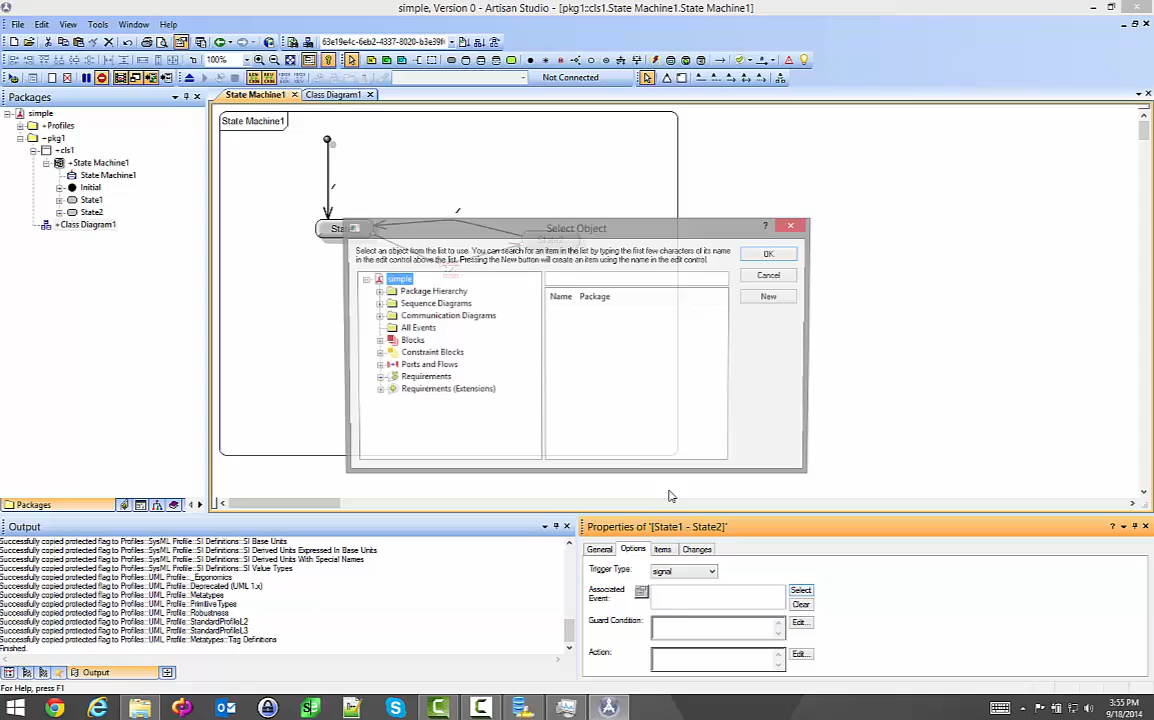 simple, Version 0 - Artisan Studio - [pkg1:cls1.State Machine1.State Machine1]
File Edit View Tools Window Help
63e19e4c-6eb2-4337-8020-b3e39f
100%
Not Connected
Packages
State Machine1
Class Diagram1
simple
+Profiles
~pkg1
+cls1
+State Machine1
State Machine1
Initial
State1
State2
+Class Diagram1
State Machine1
/
/
Select Object
?
Select an object from the list to use. You can search for an item in the list by typing the first few characters of its name
in the edit control above the list. Pressing the New button will create an item using the name in the edit control.
OK
Cancel
New
simple
Package Hierarchy
Sequence Diagrams
Communication Diagrams
All Events
Blocks
Constraint Blocks
Ports and Flows
Requirements
Requirements (Extensions)
Name Package
Packages
Output
Successfully copied protected flag to Profiles::SysML Profile::SI Definitions::SI Base Units
Successfully copied protected flag to Profiles::SysML Profile::SI Definitions::SI Derived Units Expressed In Base Units
Successfully copied protected flag to Profiles::SysML Profile::SI Definitions::SI Derived Units With Special Names
Successfully copied protected flag to Profiles::SysML Profile::SI Definitions::SI Value Types
Successfully copied protected flag to Profiles::UML Profile::_Ergonomics
Successfully copied protected flag to Profiles::UML Profile::Deprecated (UML 1.x)
Successfully copied protected flag to Profiles::UML Profile::Metatypes
Successfully copied protected flag to Profiles::UML Profile::PrimitiveTypes
Successfully copied protected flag to Profiles::UML Profile::Robustness
Successfully copied protected flag to Profiles::UML Profile::StandardProfileL2
Successfully copied protected flag to Profiles::UML Profile::StandardProfileL3
Successfully copied protected flag to Profiles::UML Profile::Metatypes::Tag Definitions
Finished.
Output
Properties of '[State1 - State2]'
General Options Items Changes
Trigger Type: signal
Associated
Event:
Select
Clear
Guard Condition:
Edit...
Action:
Edit...
For Help, press F1
3:55 PM
9/18/2014